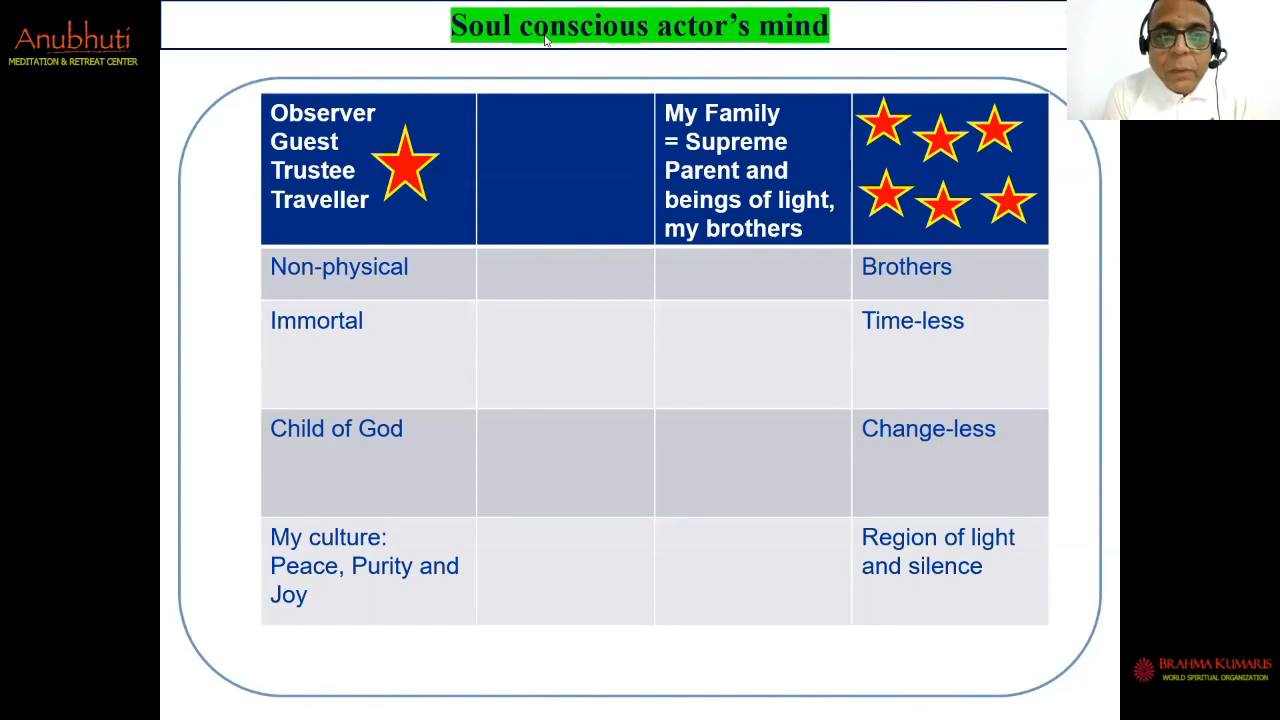 Anubhuti
MEDITATION & RETREAT CENTER
Soul conscious actor’s mind
Observer
Guest
Trustee
Traveller
My Family
= Supreme
Parent and
beings of light,
my brothers
Non-physical
Brothers
Immortal
Time-less
Child of God
Change-less
My culture:
Peace, Purity and
Joy
Region of light
and silence
BRAHMA KUMARIS
WORLD SPIRITUAL ORGANIZATION